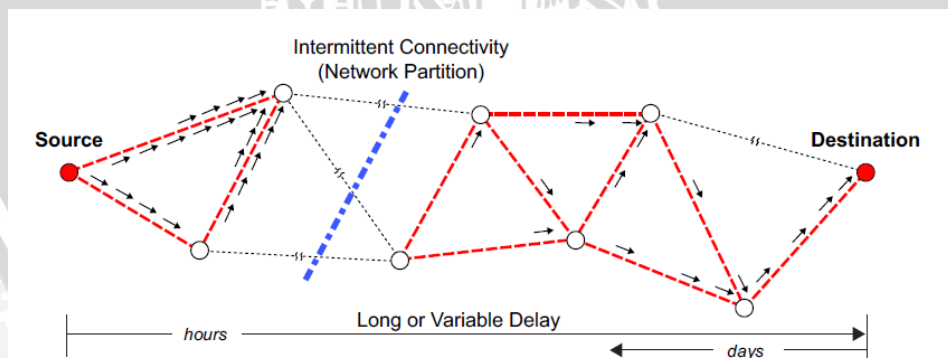 Intermittent Connectivity
(Network Partition)
Source
Destination
Long or Variable Delay
hours
days